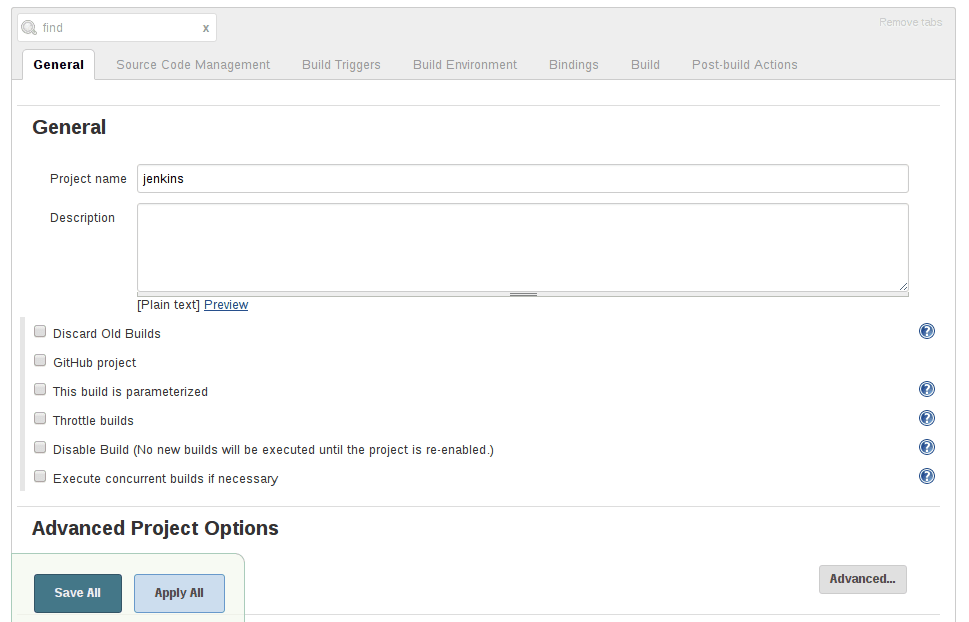 find x Remove tabs
General Source Code Management Build Triggers Build Environment Bindings Build Post-build Actions
General
Project name jenkins
Description
[Plain text] Preview
Discard Old Builds ?
GitHub project
This build is parameterized ?
Throttle builds ?
Disable Build (No new builds will be executed until the project is re-enabled.) ?
Execute concurrent builds if necessary ?
Advanced Project Options
Advanced...
Save All Apply All